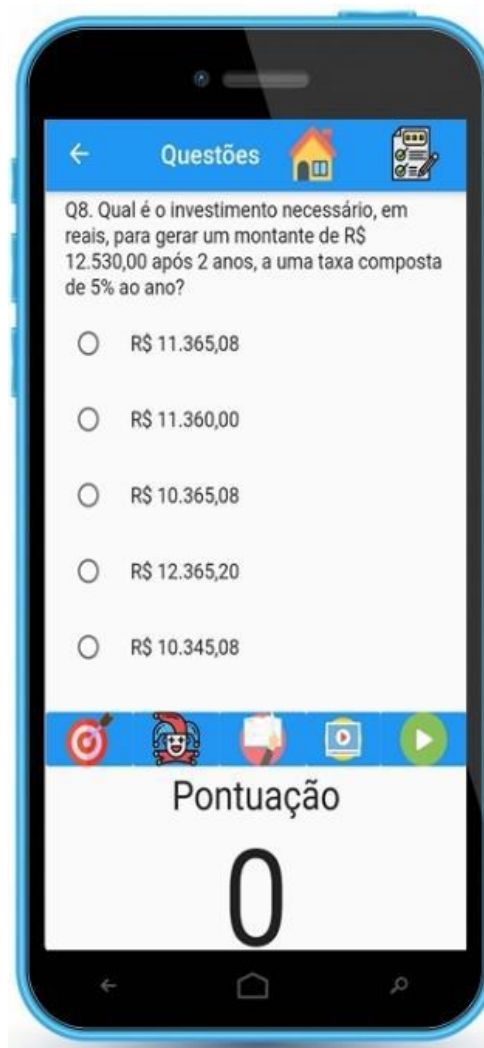 Questões
Q8. Qual é o investimento necessário, em
reais, para gerar um montante de R$
12.530,00 após 2 anos, a uma taxa composta
de 5% ao ano?
R$ 11.365,08
R$ 11.360,00
R$ 10.365,08
R$ 12.365,20
R$ 10.345,08
Pontuação
0